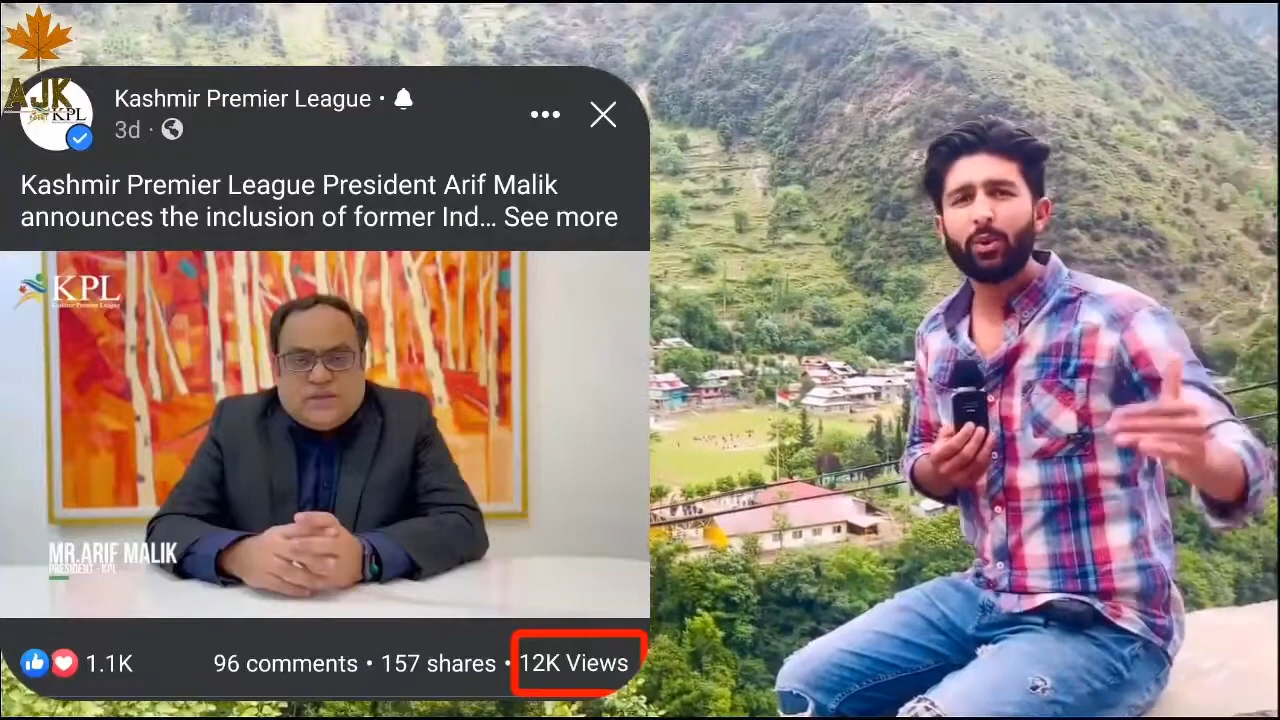 AJK
KPL
Kashmir Premier League •
3d •
Kashmir Premier League President Arif Malik
announces the inclusion of former Ind... See more
KPL
Kashmir Premier League
MR.ARIF MALIK
PRESIDENT - KPL
1.1K
96 comments • 157 shares • 12K Views